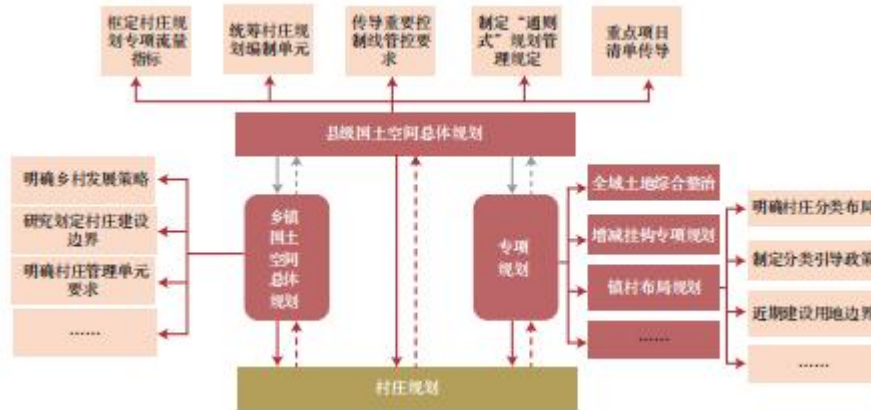 框定村庄规
划专项流量
指标
统筹村庄规
划编制单元
传导重要控
制线管控要
求
制定“通则
式”规划管
理规定
重点项目
清单传导
县级国土空间总体规划
明确乡村发展策略
研究划定村庄建设
边界
明确村庄管理单元
要求
……
乡镇
国土
空间
总体
规划
专项
规划
全域土地综合整治
增减挂钩专项规划
镇村布局规划
……
明确村庄分类布局
制定分类引导政策
近期建设用地边界
……
村庄规划